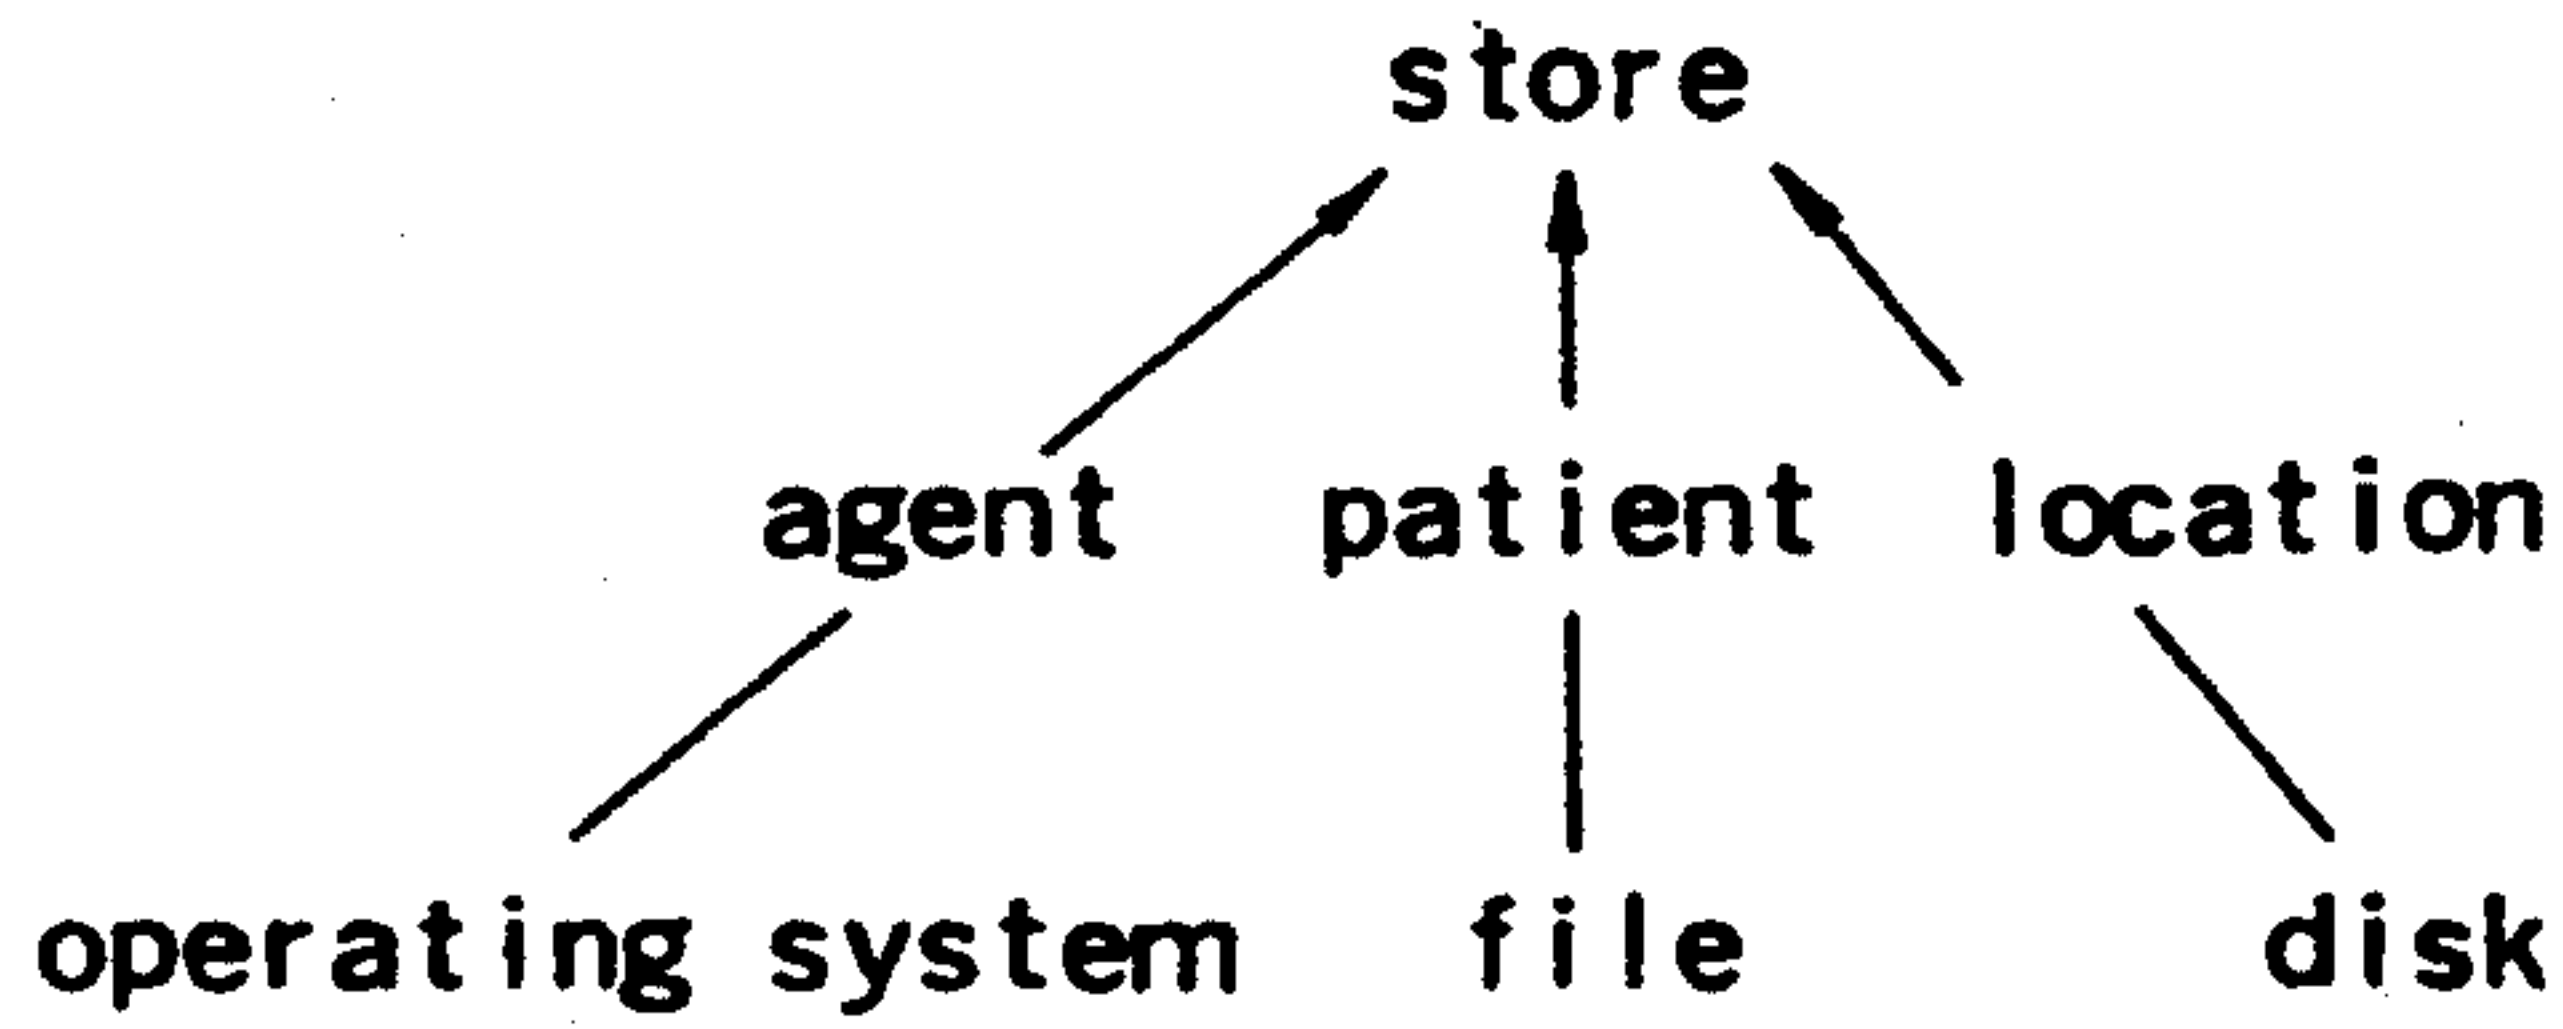 store
agent patient location
operating system file disk